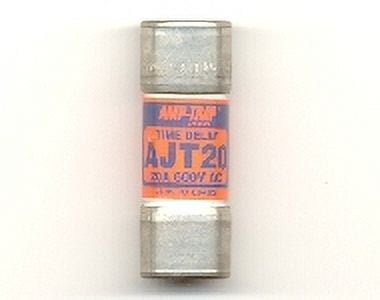 AMP-TRAP
TIME DELAY
AJT20
20A 600V AC